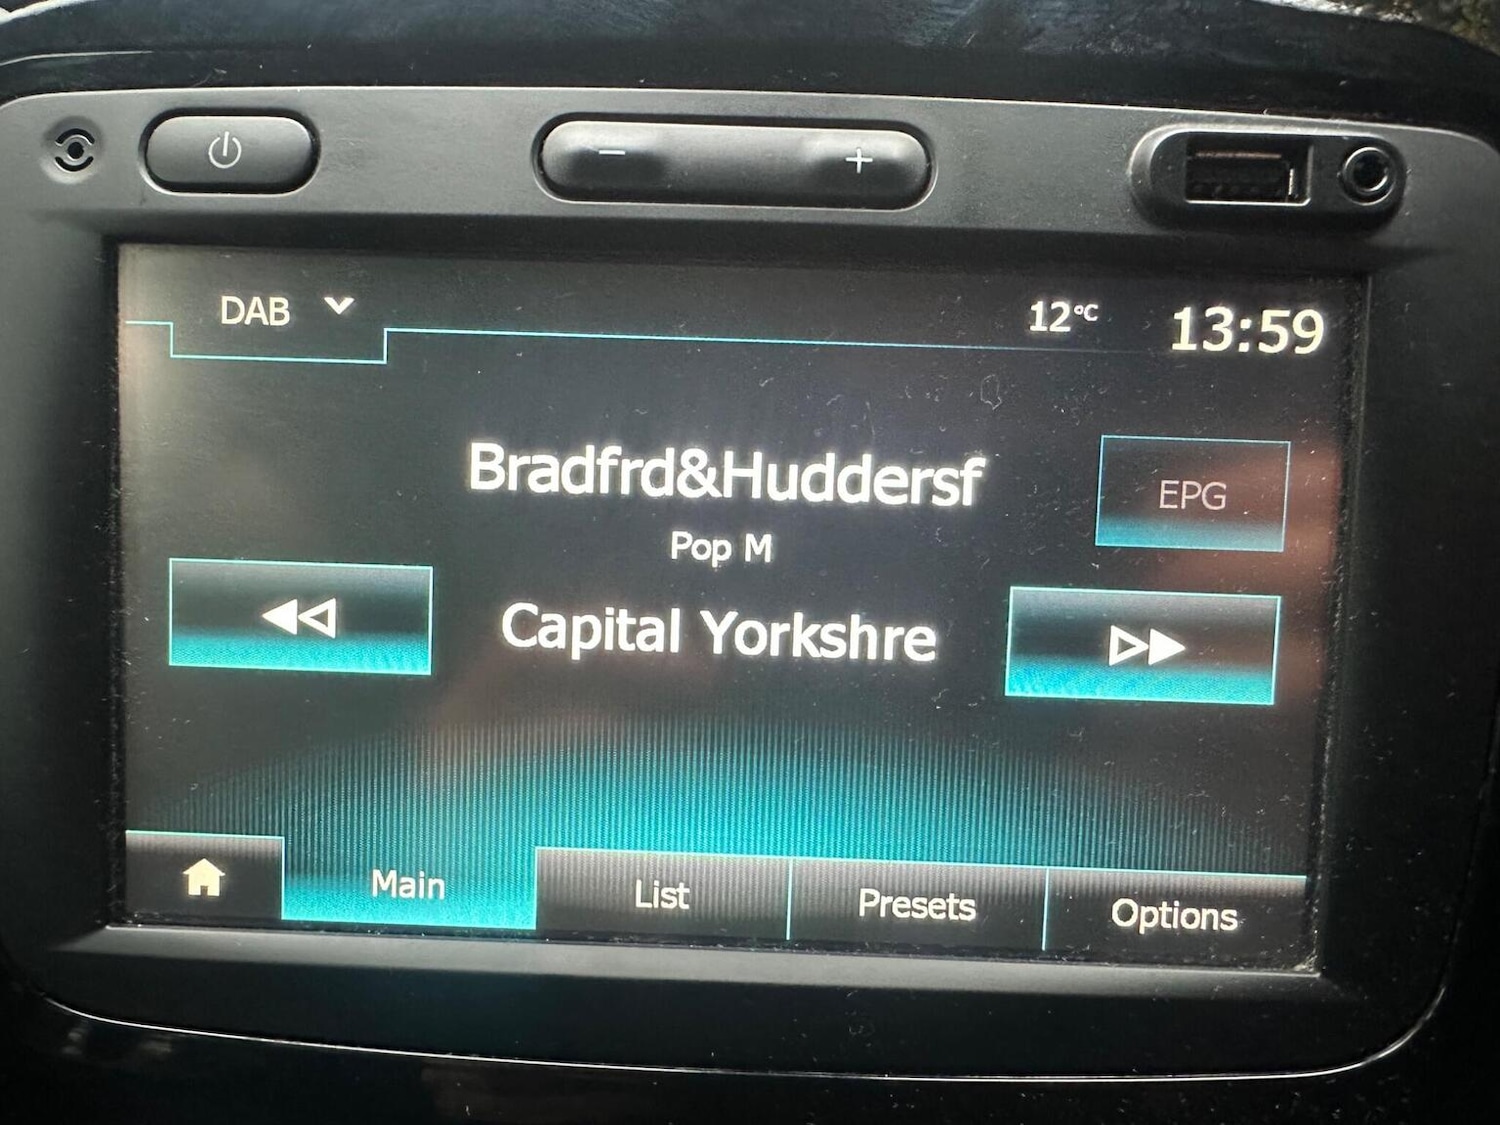 DAB
12°C
13:59
Bradfrd&Huddersf
EPG
Pop M
Capital Yorkshre
Main
List
Presets
Options